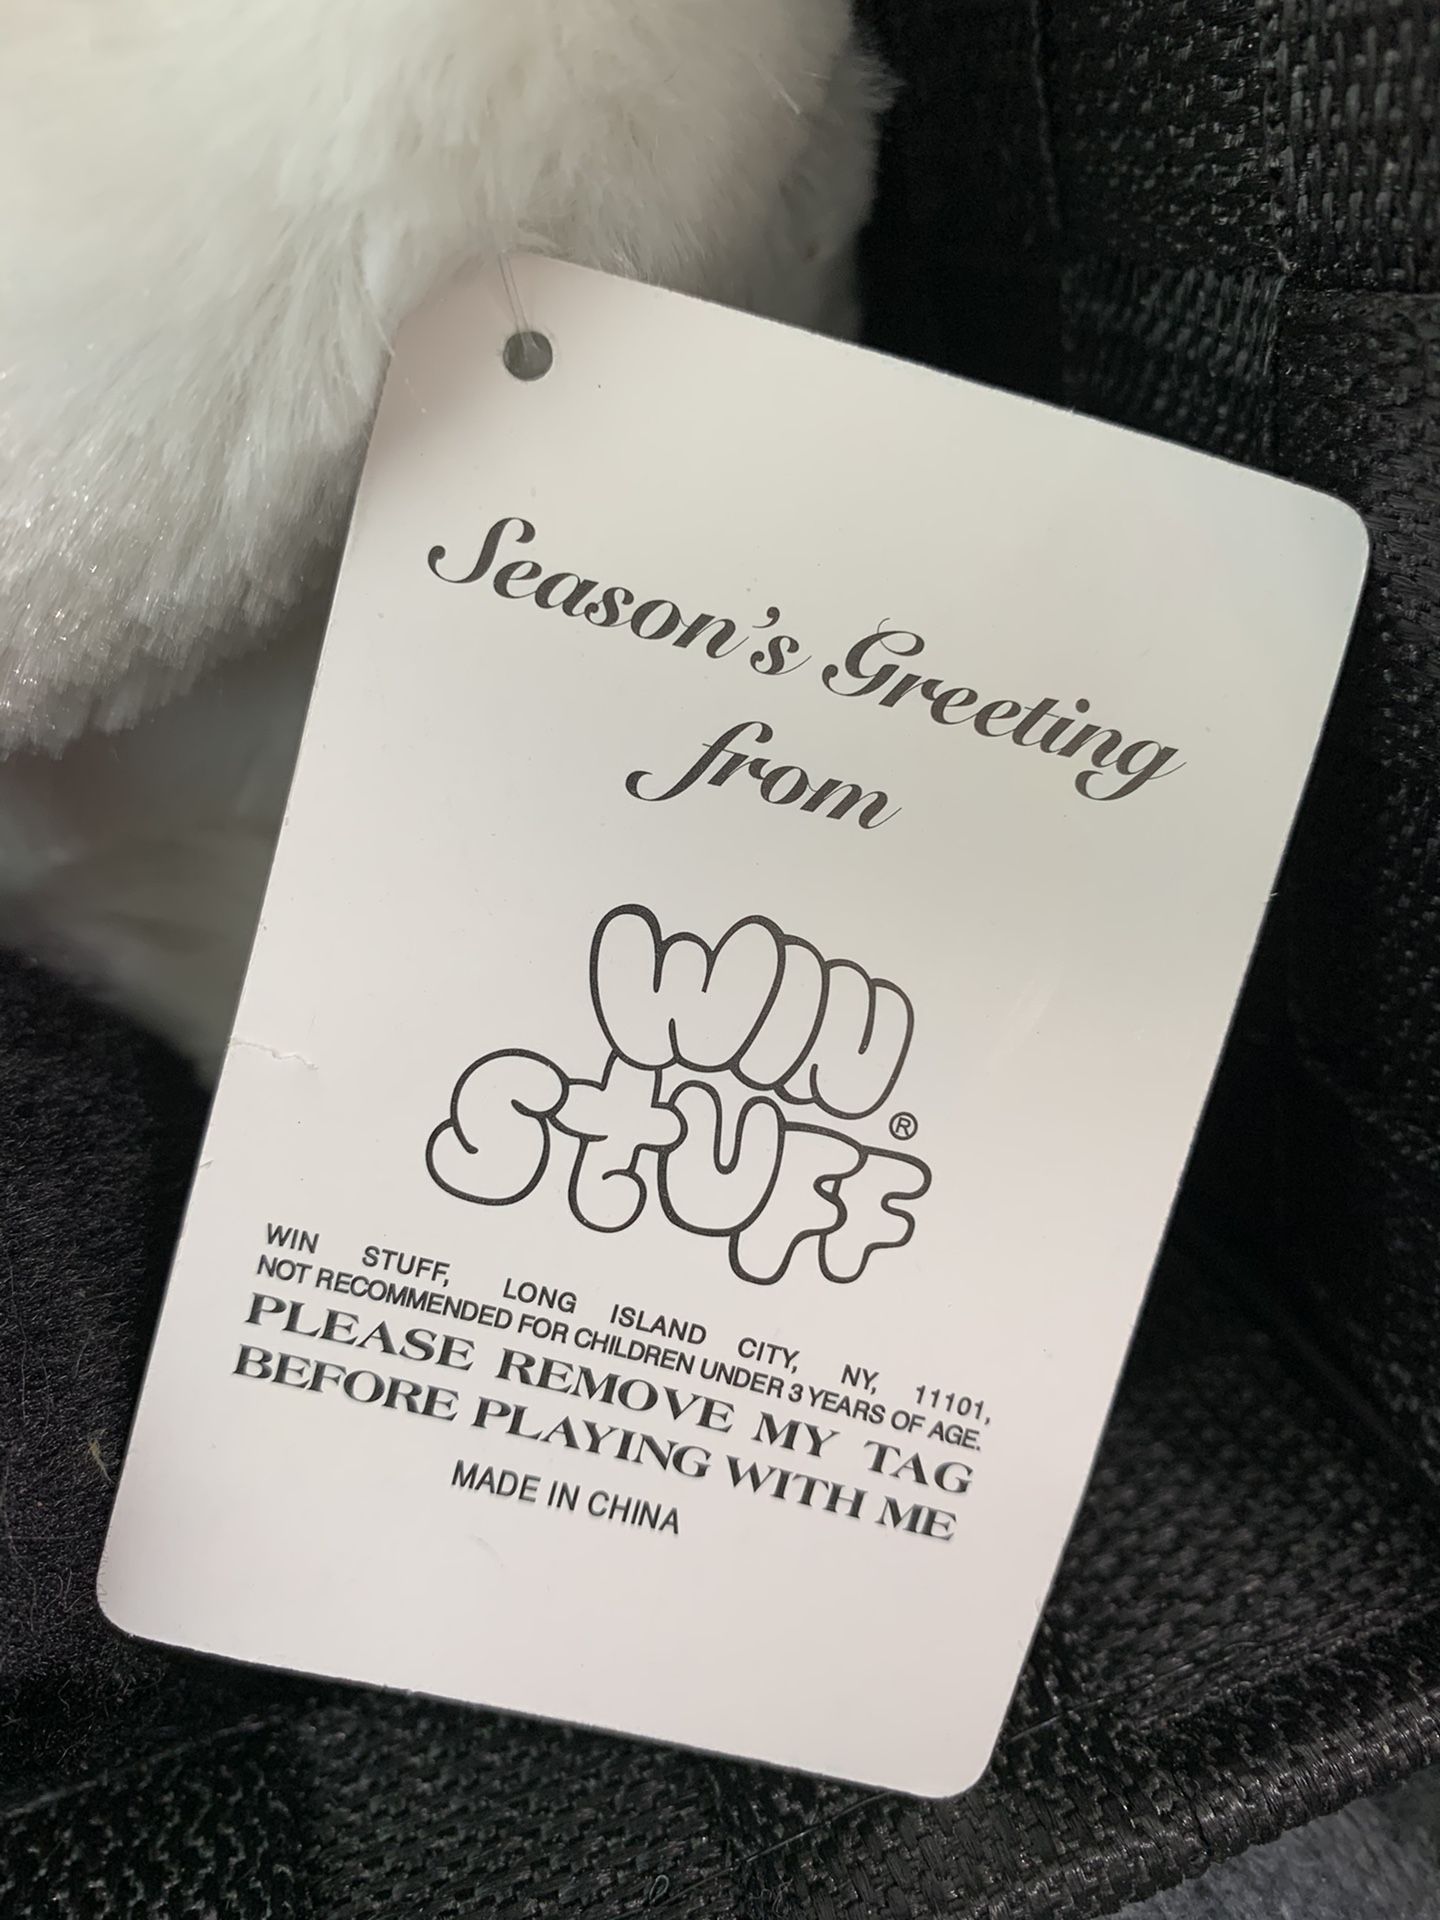 Season's Greeting
from
WIN
STUFF®
WIN STUFF, LONG ISLAND CITY, NY, 11101,
NOT RECOMMENDED FOR CHILDREN UNDER 3 YEARS OF AGE.
PLEASE REMOVE MY TAG
BEFORE PLAYING WITH ME
MADE IN CHINA